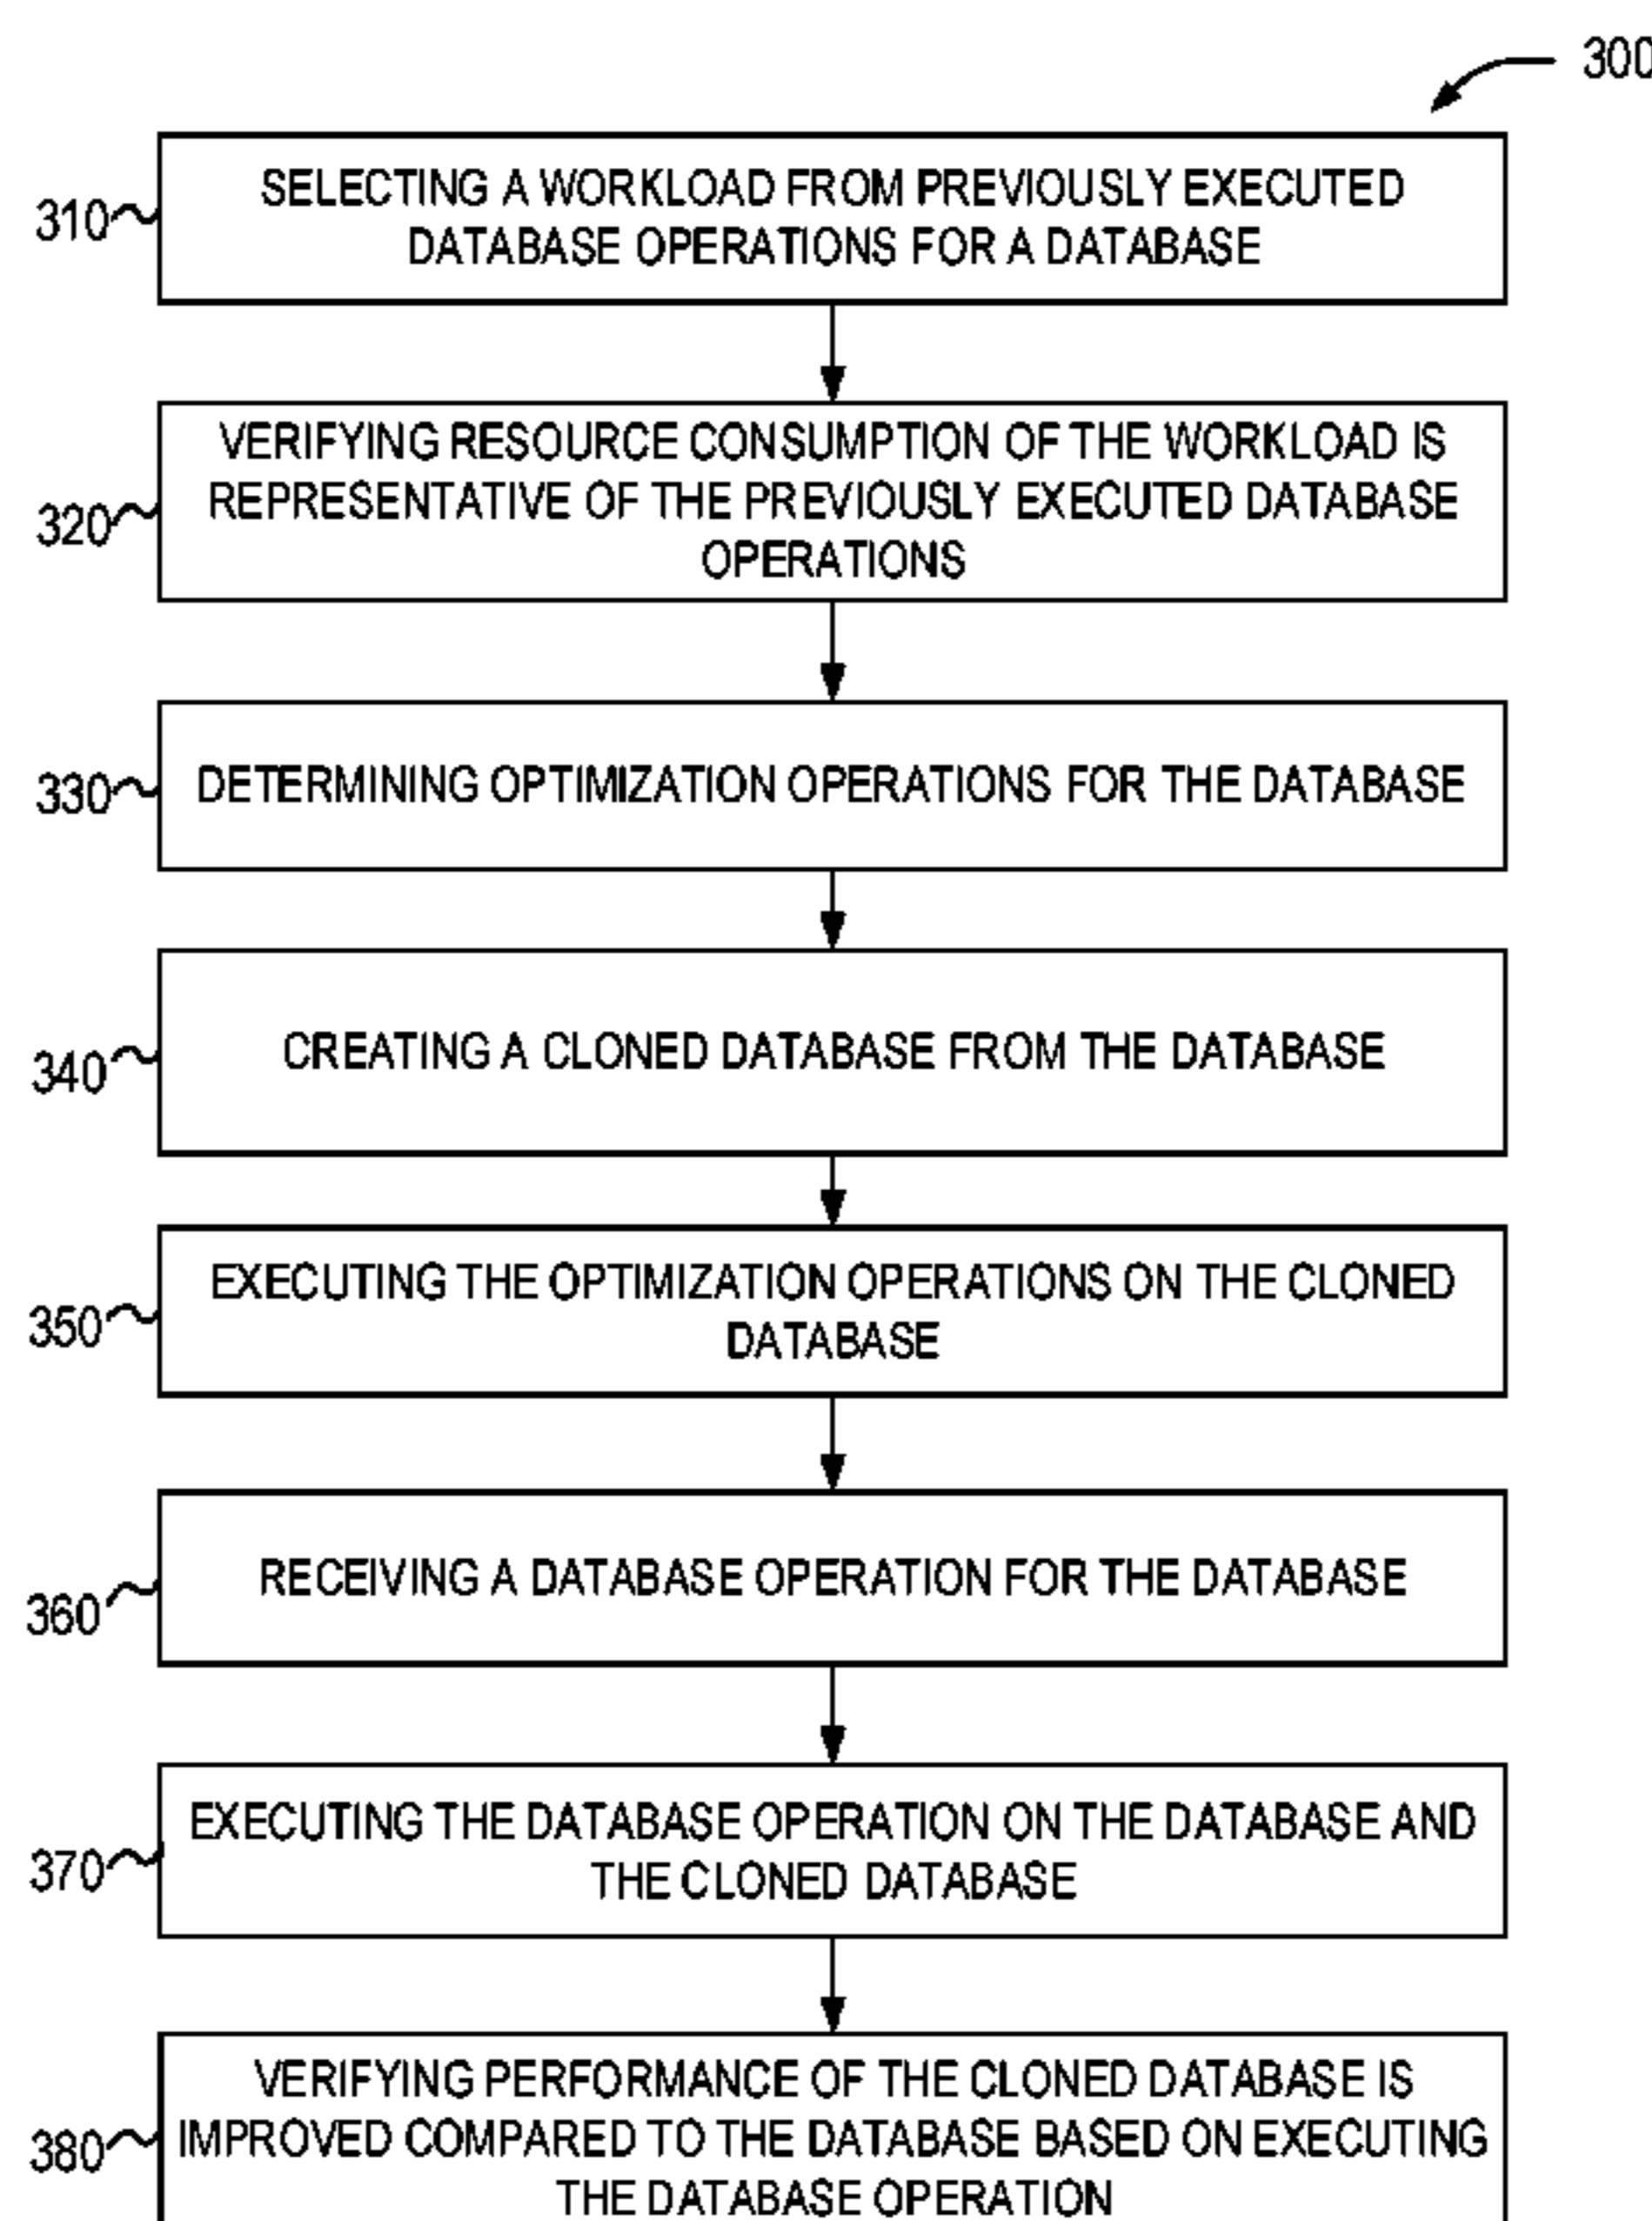 300
310
SELECTING A WORKLOAD FROM PREVIOUSLY EXECUTED
DATABASE OPERATIONS FOR A DATABASE
320
VERIFYING RESOURCE CONSUMPTION OF THE WORKLOAD IS
REPRESENTATIVE OF THE PREVIOUSLY EXECUTED DATABASE
OPERATIONS
330
DETERMINING OPTIMIZATION OPERATIONS FOR THE DATABASE
340
CREATING A CLONED DATABASE FROM THE DATABASE
350
EXECUTING THE OPTIMIZATION OPERATIONS ON THE CLONED
DATABASE
360
RECEIVING A DATABASE OPERATION FOR THE DATABASE
370
EXECUTING THE DATABASE OPERATION ON THE DATABASE AND
THE CLONED DATABASE
380
VERIFYING PERFORMANCE OF THE CLONED DATABASE IS
IMPROVED COMPARED TO THE DATABASE BASED ON EXECUTING
THE DATABASE OPERATION